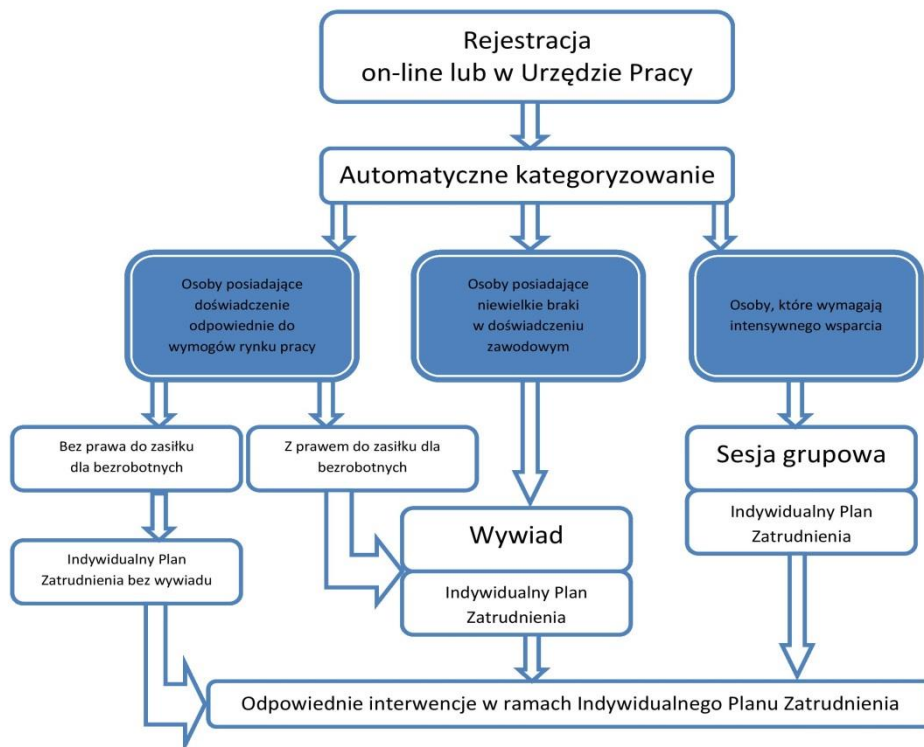 Rejestracja
on-line lub w Urzędzie Pracy
Automatyczne kategoryzowanie
Osoby posiadające
doświadczenie
odpowiednie do
wymogów rynku pracy
Osoby posiadające
niewielkie braki
w doświadczeniu
zawodowym
Osoby, które wymagają
intensywnego wsparcia
Bez prawa do zasiłku
dla bezrobotnych
Z prawem do zasiłku dla
bezrobotnych
Sesja grupowa
Indywidualny Plan
Zatrudnienia
Indywidualny Plan
Zatrudnienia bez wywiadu
Wywiad
Indywidualny Plan
Zatrudnienia
Odpowiednie interwencje w ramach Indywidualnego Planu Zatrudnienia